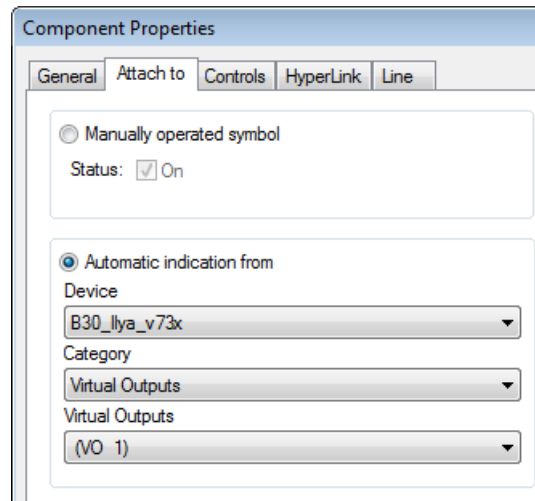 Component Properties
General Attach to Controls HyperLink Line
Manually operated symbol
Status: On
Automatic indication from
Device
B30_Ilya_v73x
Category
Virtual Outputs
Virtual Outputs
(VO 1)